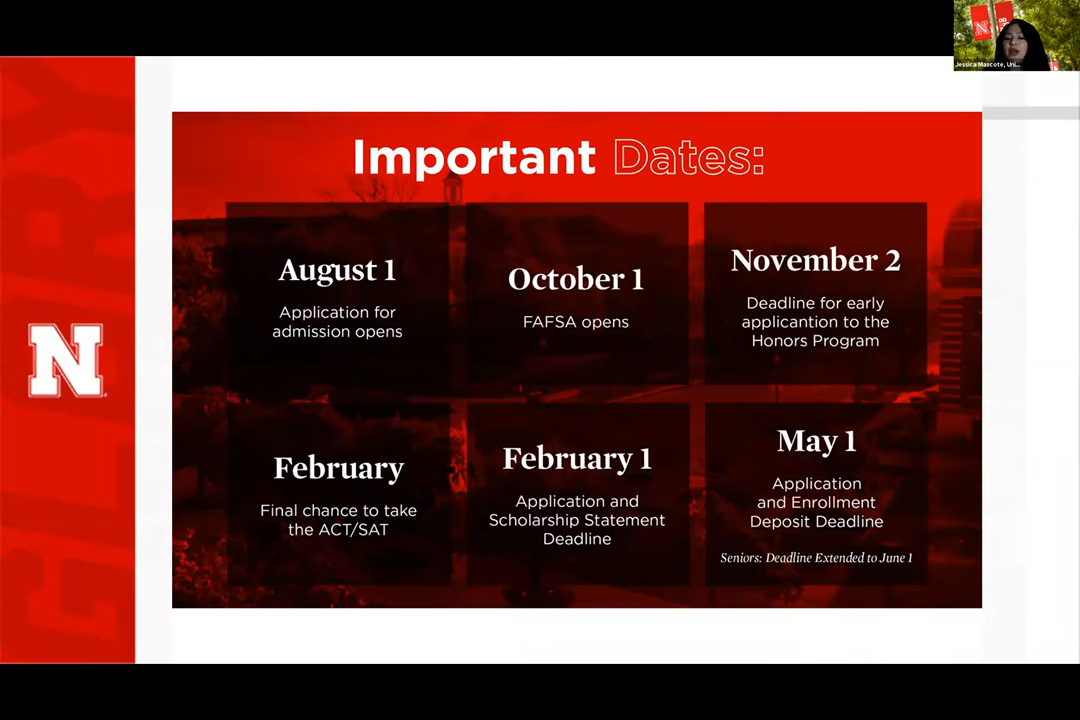 Jessica Mascote, Uni...
N
GO
GLORY
N
Important Dates:
August 1
Application for
admission opens
October 1
FAFSA opens
November 2
Deadline for early
applicantion to the
Honors Program
February
Final chance to take
the ACT/SAT
February 1
Application and
Scholarship Statement
Deadline
May 1
Application
and Enrollment
Deposit Deadline
Seniors: Deadline Extended to June 1